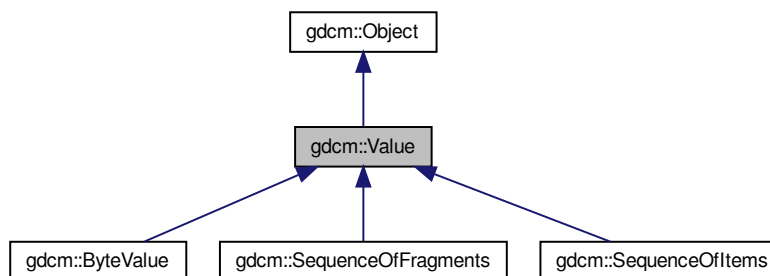 gdcm::Object
gdcm::Value
gdcm::ByteValue
gdcm::SequenceOfFragments
gdcm::SequenceOfItems